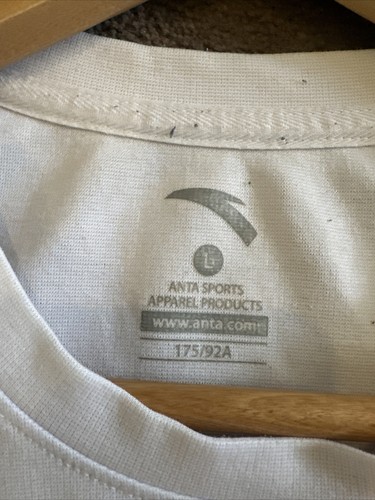 L
ANTA SPORTS
APPAREL PRODUCTS
www.anta.com
175/92A